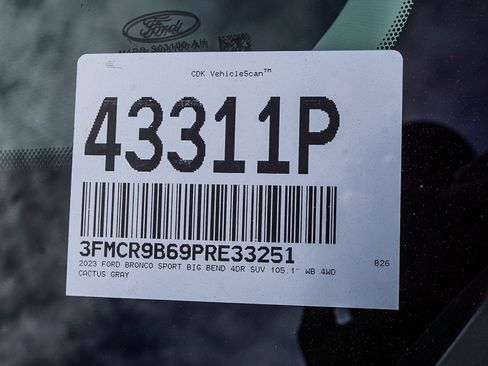 Ford
CDK VehicleScan™
43311P
3FMCR9B69PRE33251
2023 FORD BRONCO SPORT BIG BEND 4DR SUV 105.1" WB 4WD B26
CACTUS GRAY